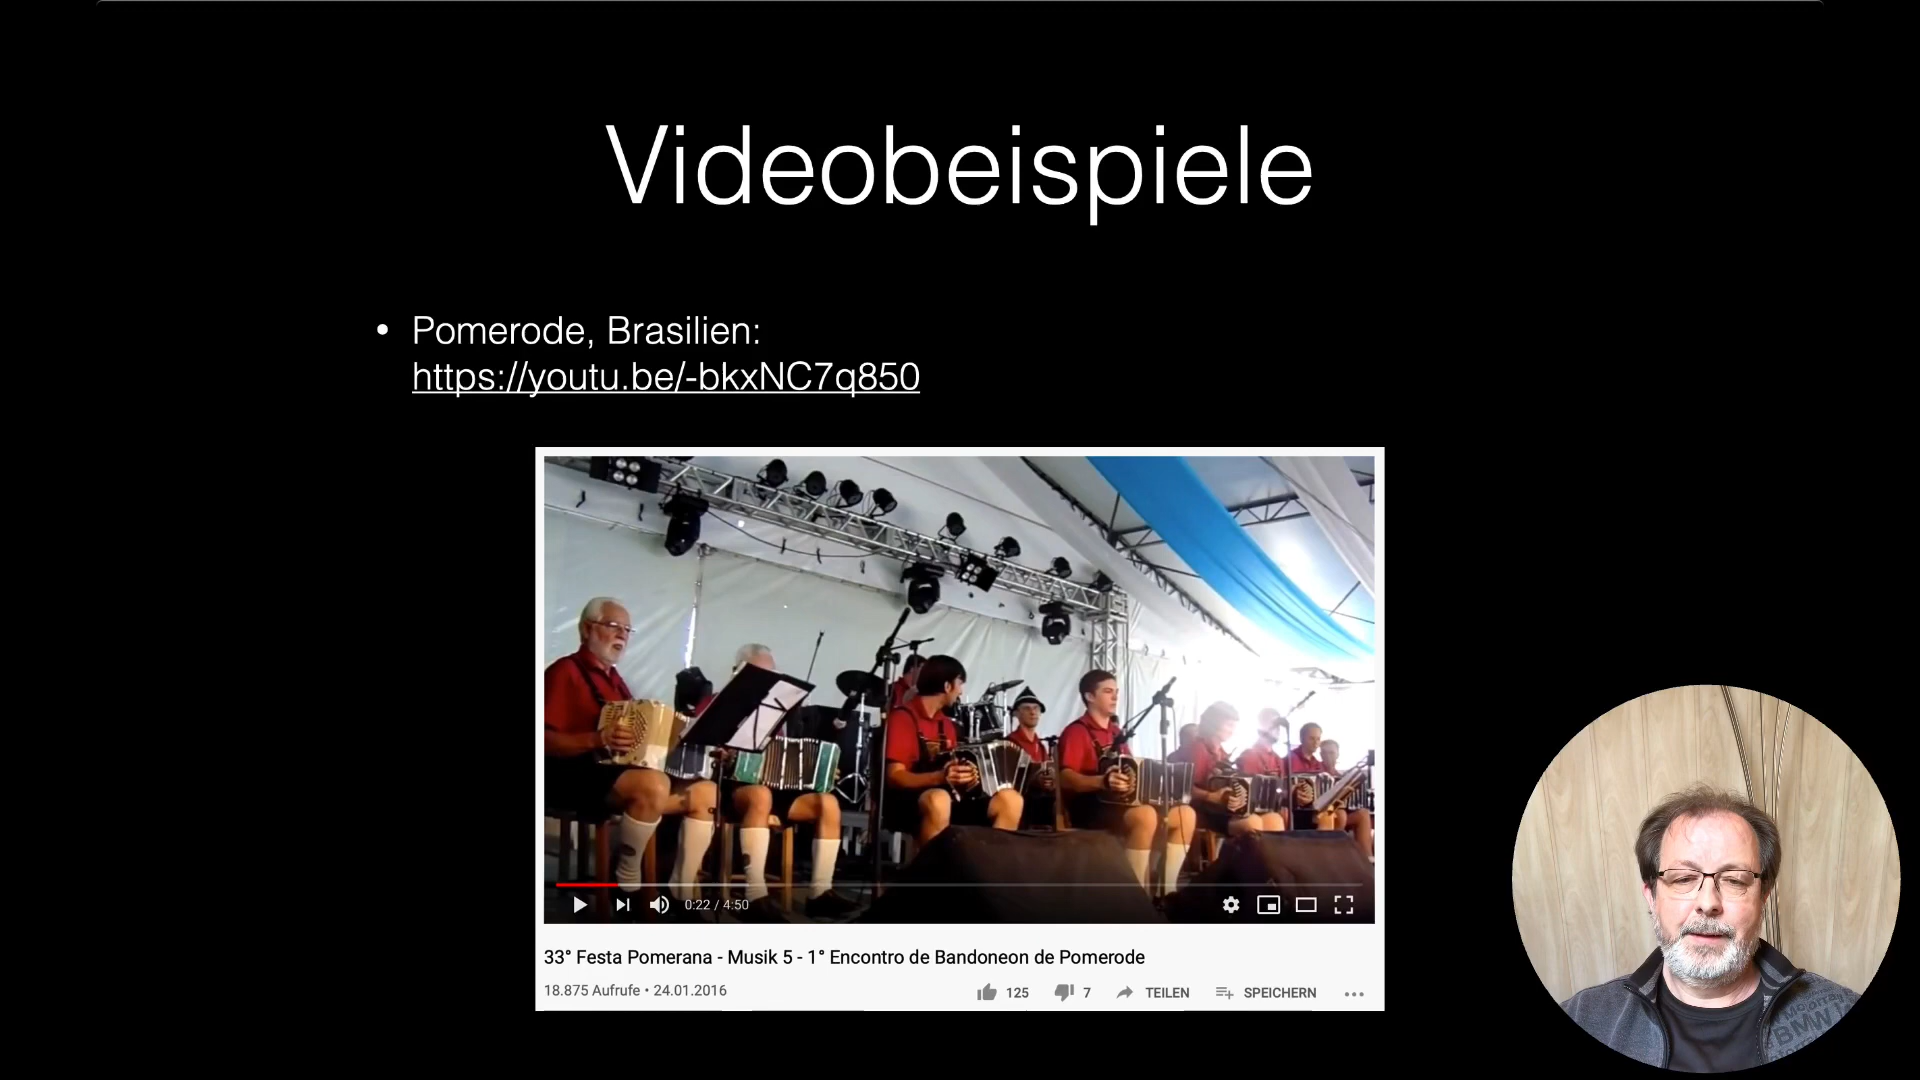 Videobeispiele
• Pomerode, Brasilien:
https://youtu.be/-bkxNC7q850
0:22 / 4:50
33° Festa Pomerana - Musik 5 - 1° Encontro de Bandoneon de Pomerode
18.875 Aufrufe • 24.01.2016
125
7
TEILEN
SPEICHERN
BMW